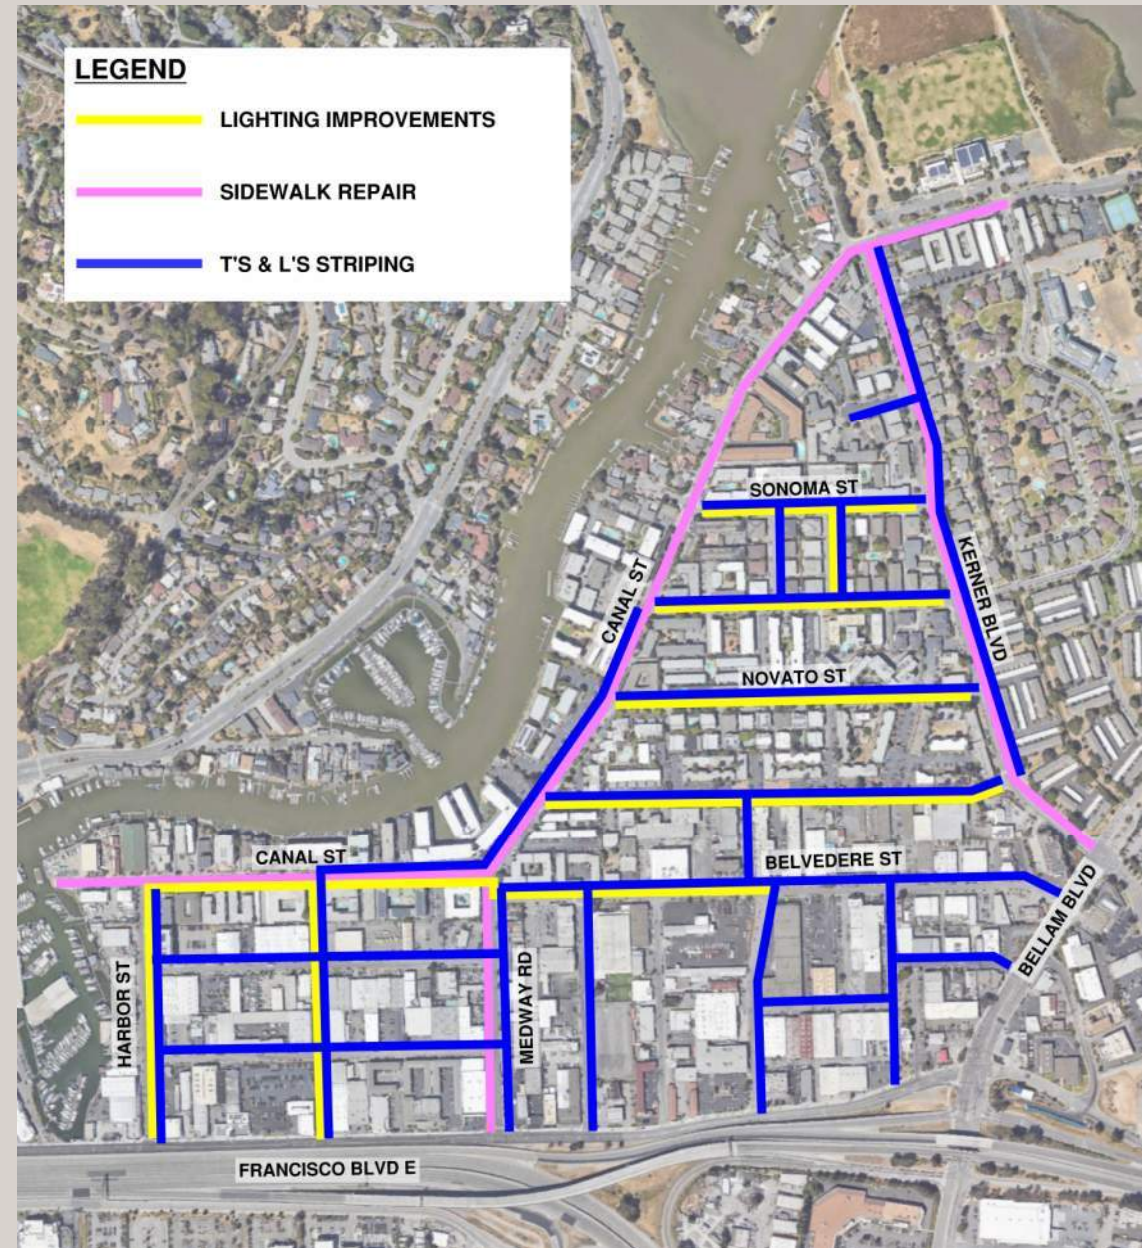 LEGEND
LIGHTING IMPROVEMENTS
SIDEWALK REPAIR
T'S & L'S STRIPING
SONOMA ST
CANAL ST
KERNER BLVD
NOVATO ST
CANAL ST
BELVEDERE ST
BELLAM BLVD
HARBOR ST
MEDWAY RD
FRANCISCO BLVD E